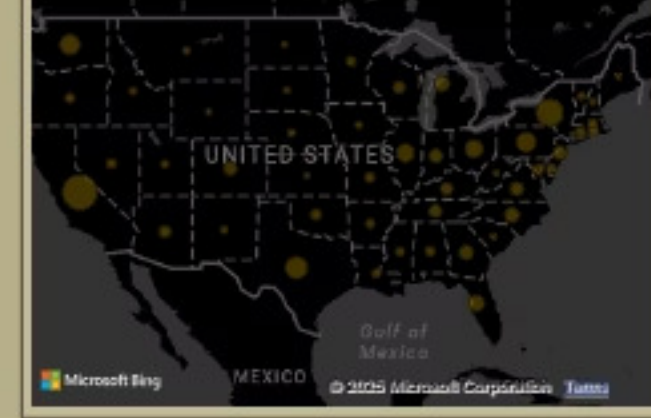 UNITED STATES
Gulf of
Mexico
MEXICO
Microsoft Bing
© 2025 Microsoft Corporation Terms